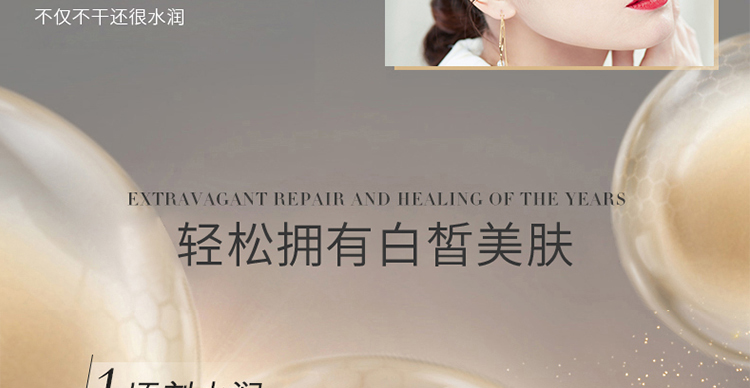 不仅不干还很水润
EXTRAVAGANT REPAIR AND HEALING OF THE YEARS
轻松拥有白皙美肤
1